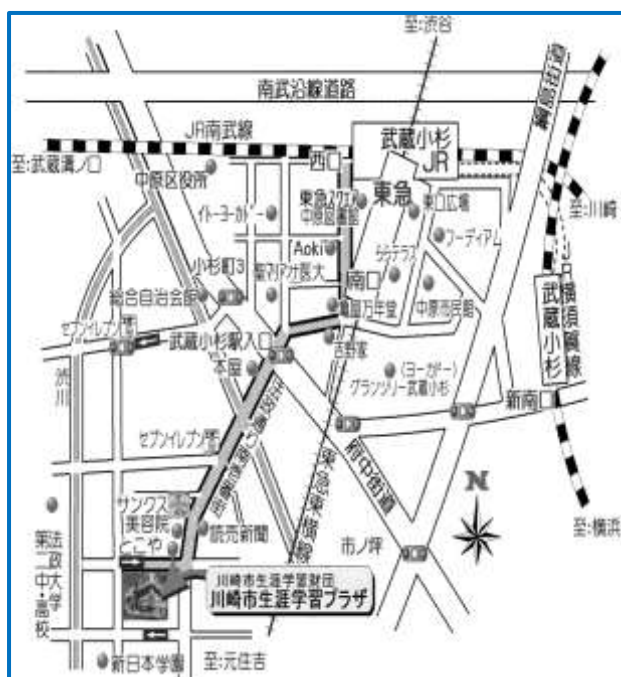 至:渋谷
綱島街道
南武沿線道路
JR南武線
武蔵小杉
JR
西口
至:武蔵溝ノ口
中原区役所
東急スクエア
中原図書館
東急
東口広場
至:川崎
イトーヨーカドー
フーディアム
Aoki
ららテラス
JR横須賀線
小杉町3
聖マリアンナ医大
南口
総合自治会館
亀屋万年堂
中原市民館
武蔵小杉
セブンイレブン
武蔵小杉駅入口
吉野家
本屋
(ヨーカドー)
グランツリー武蔵小杉
新南口
渋川
セブンイレブン
府中街道
東急東横線
N
サンクス
美容院
とこや
読売新聞
市ノ坪
至:横浜
法政大学
第二中・高校
川崎市生涯学習財団
川崎市生涯学習プラザ
新日本学園
至:元住吉